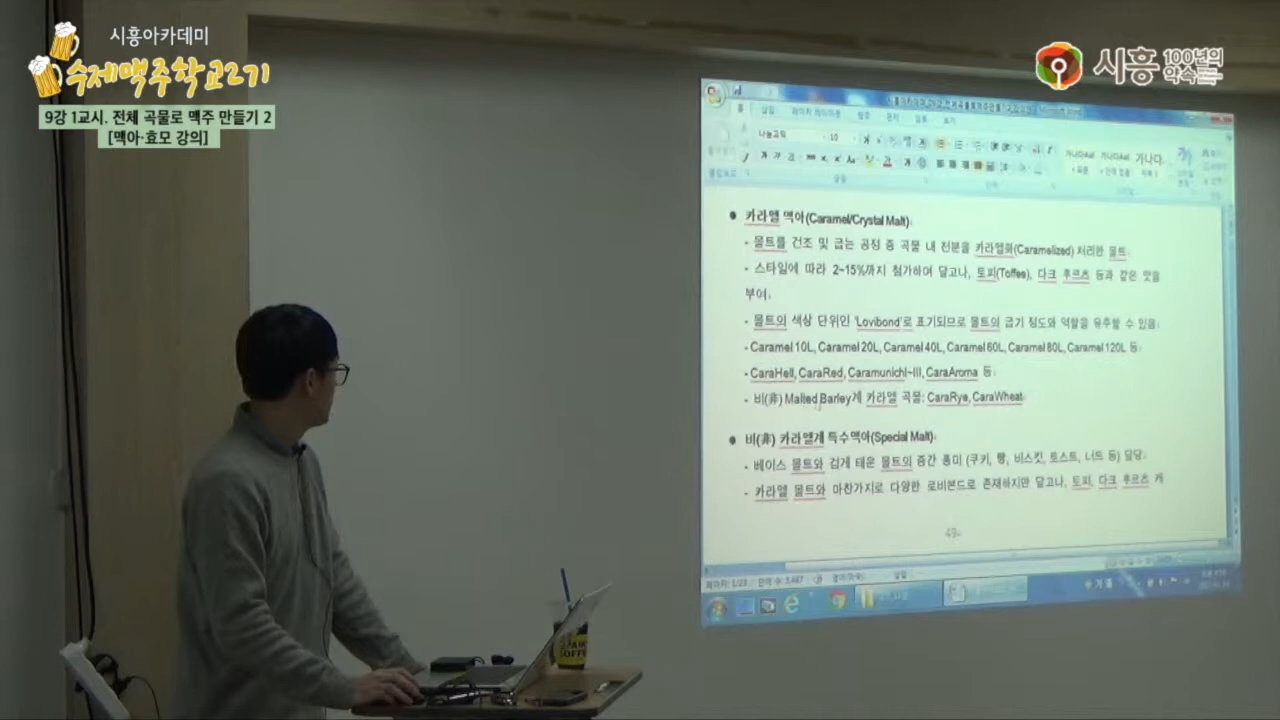 시흥아카데미
수제맥주학교2기
9강 1교시. 전체 곡물로 맥주 만들기 2
[맥아·효모 강의]
시흥 100년의 약속
나눔고딕
● 카라멜 맥아(Caramel/Crystal Malt)
- 몰트를 건조 및 굽는 공정 중 곡물 내 전분을 카라멜화(Caramelized) 처리한 몰트
- 스타일에 따라 2~15%까지 첨가하여 달고나, 토피(Toffee), 다크 후르츠 등과 같은 맛을
부여.
- 몰트의 색상 단위인 'Lovibond'로 표기되므로 몰트의 굽기 정도와 역할을 유추할 수 있음.
- Caramel 10L, Caramel 20L, Caramel 40L, Caramel 60L, Caramel 80L, Caramel 120L 등
- CaraHell, CaraRed, CaramunichI~III, CaraAroma 등
- 비(非) Malted Barley계 카라멜 곡물; CaraRye, CaraWheat
● 비(非) 카라멜계 특수맥아(Special Malt)
- 베이스 몰트와 검게 태운 몰트의 중간 풍미 (쿠키, 빵, 비스킷, 토스트, 너트 등) 담당.
- 카라멜 몰트와 마찬가지로 다양한 로비본드로 존재하지만 달고나, 토피, 다크 후르츠 카
COFFEE